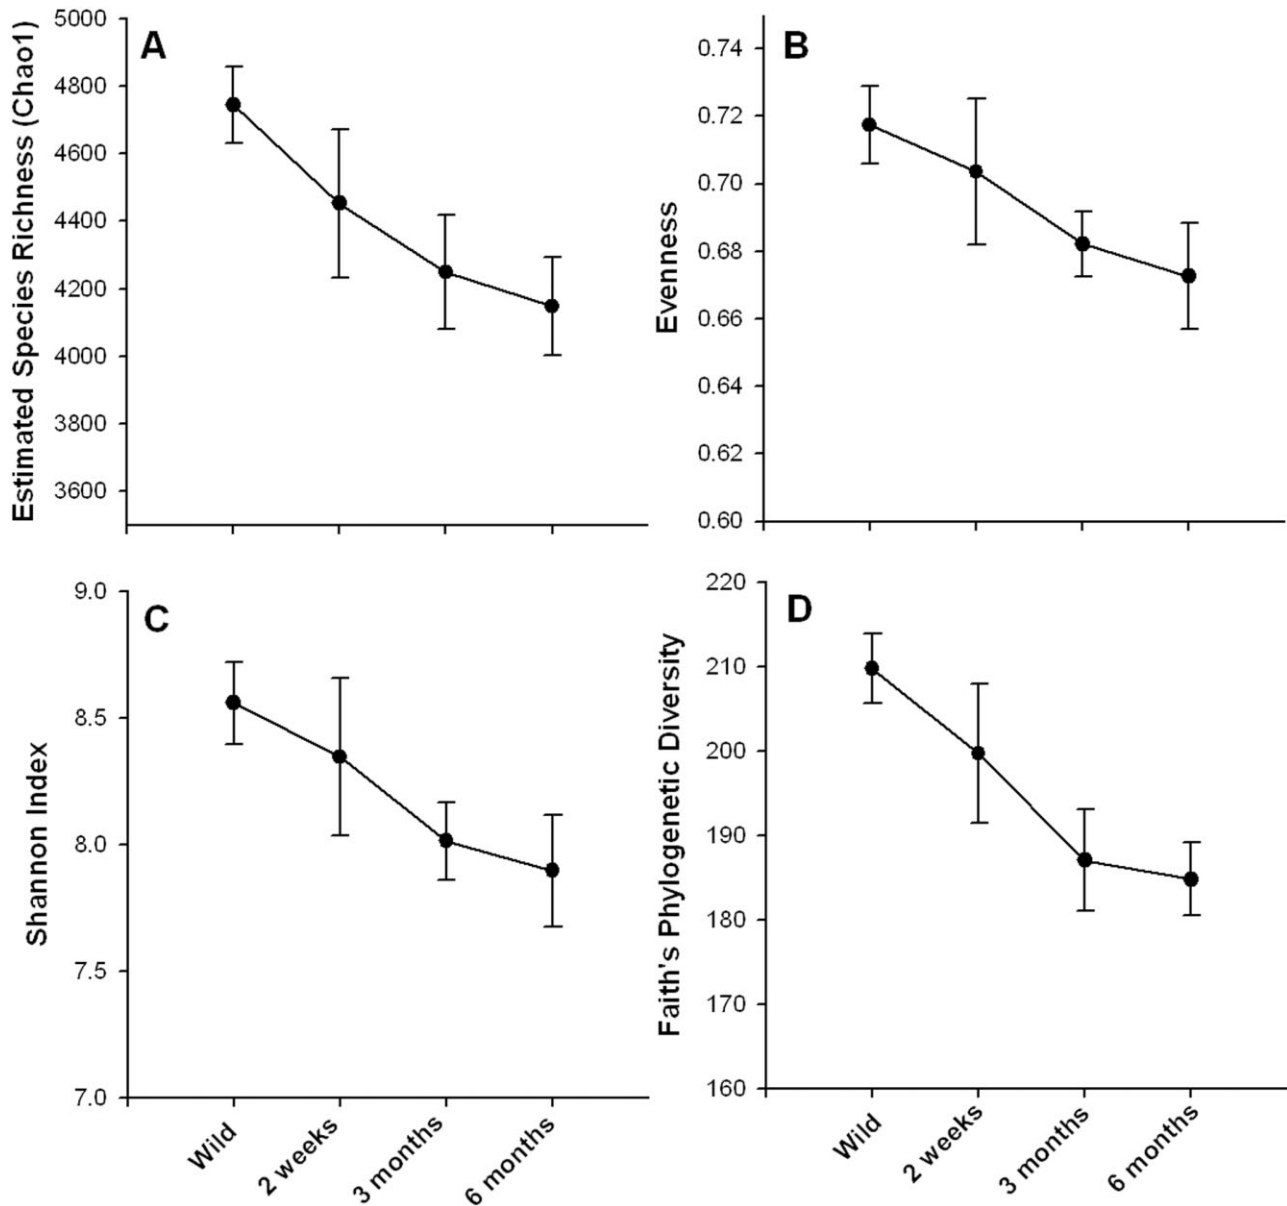 A
Estimated Species Richness (Chao1)
5000
4800
4600
4400
4200
4000
3800
3600
B
Evenness
0.74
0.72
0.70
0.68
0.66
0.64
0.62
0.60
C
Shannon Index
9.0
8.5
8.0
7.5
7.0
Wild
2 weeks
3 months
6 months
D
Faith's Phylogenetic Diversity
220
210
200
190
180
170
160
Wild
2 weeks
3 months
6 months